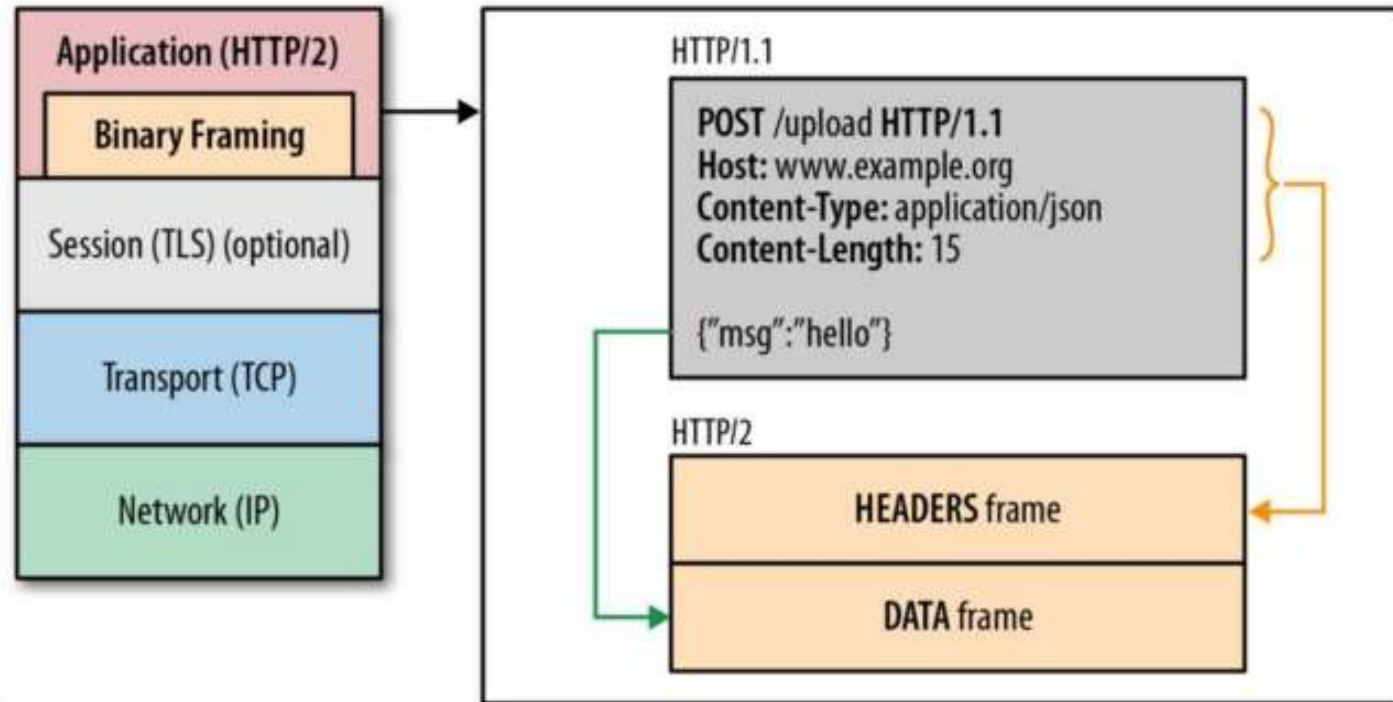 Application (HTTP/2)
Binary Framing
Session (TLS) (optional)
Transport (TCP)
Network (IP)
HTTP/1.1
POST /upload HTTP/1.1
Host: www.example.org
Content-Type: application/json
Content-Length: 15
{”msg”:”hello”}
HTTP/2
HEADERS frame
DATA frame